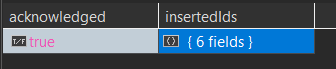 acknowledged insertedIds
T/F true {} { 6 fields }